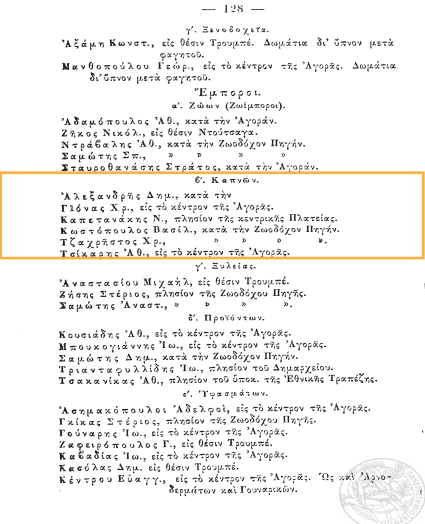 — 128 —
γ′. Ξενοδοχεῖα.
Ἀξάμη Κωνστ., εἰς θέσιν Τρουμπέ. Δωμάτια δι' ὕπνον μετὰ
φαγητοῦ.
Μανθοπούλου Γεώρ., εἰς τὸ κέντρον τῆς Ἀγορᾶς. Δωμάτια
δι' ὕπνον μετὰ φαγητοῦ.
Ἔμποροι.
α′. Ζώων (Ζωέμποροι).
Ἀδαμόπουλος Ἀθ., κατὰ τὴν Ἀγοράν.
Ζῆκος Νικόλ., εἰς θέσιν Ντούτσαγα.
Ντράβαλης Ἀθ., κατὰ τὴν Ζωοδόχον Πηγήν.
Σαμώτης Σπ., » » » »
Σταυροθανάσης Στράτος, κατὰ τὴν Ἀγοράν.
β′. Καπνῶν.
Ἀλεξανδρῆς Δημ., κατὰ τὴν
Γιόνας Χρ., εἰς τὸ κέντρον τῆς Ἀγορᾶς.
Καπετανάκης Ν., πλησίον τῆς κεντρικῆς Πλατείας.
Κωστόπουλος Βασίλ., κατὰ τὴν Ζωοδόχον Πηγήν.
Τζαχρῆστος Χρ., » » ».
Τσίκαρης Ἀθ., εἰς τὸ κέντρον τῆς Ἀγορᾶς.
γ′. Ξυλείας.
Ἀναστασίου Μιχαὴλ, εἰς θέσιν Τρουμπέ.
Ζήσης Στέριος, πλησίον τῆς Ζωοδόχου Πηγῆς.
Σαμώτης Ἀναστ., » » » ».
δ′. Προϊόντων.
Κουσιάδης Ἀθ., εἰς τὸ κέντρον τῆς Ἀγορᾶς.
Μπουκογιάννης Ἰω., εἰς τὸ κέντρον τῆς Ἀγορᾶς.
Σαμώτης Δημ., κατὰ τὴν Ζωοδόχον Πηγήν.
Τριανταφυλλίδης Ἰω., πλησίον τοῦ Δημαρχείου.
Τσακανίκας Ἀθ., πλησίον τοῦ ὑποκ. τῆς Ἐθνικῆς Τραπέζης.
ε′. Ὑφασμάτων.
Ἀσημακόπουλοι Ἀδελφοὶ, εἰς τὸ κέντρον τῆς Ἀγορᾶς.
Γκίκας Στέριος, πλησίον τῆς Ζωοδόχου Πηγῆς.
Γούναρης Ἰω., εἰς τὸ κέντρον τῆς Ἀγορᾶς.
Ζαφειρόπουλος Γ., εἰς θέσιν Τρουμπέ.
Καβαδίας Ἰω., εἰς τὸ κέντρον τῆς Ἀγορᾶς.
Κασόλας Δημ. εἰς θέσιν Τρουμπέ.
Κέντρου Εὐαγγ., εἰς τὸ κέντρον τῆς Ἀγορᾶς. Ὡς καὶ Ἀρνο-
δερμάτων καὶ Γουναρικῶν.